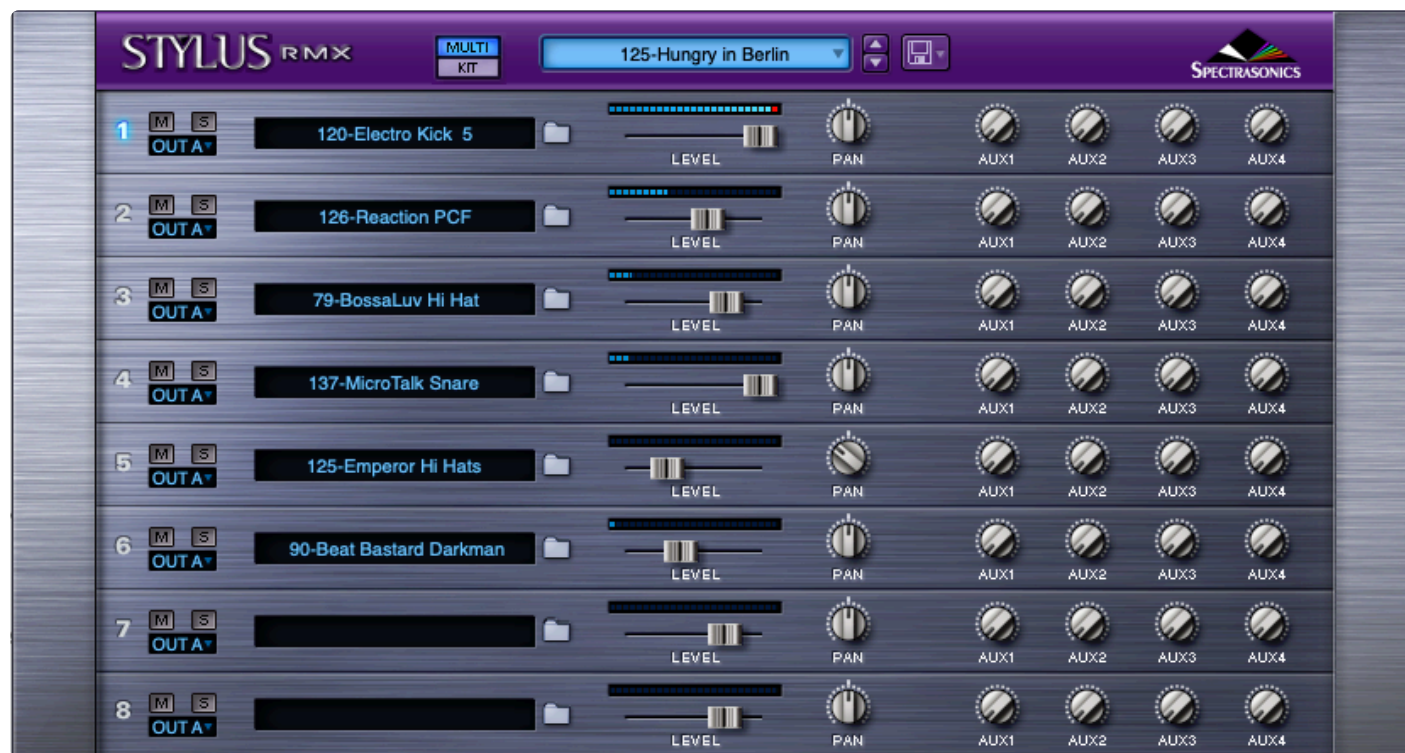 STYLUS RMX
MULTI
KIT
125-Hungry in Berlin
SPECTRASONICS
1
M S
OUT A
120-Electro Kick 5
LEVEL
PAN
AUX1 AUX2 AUX3 AUX4
2
M S
OUT A
126-Reaction PCF
LEVEL
PAN
AUX1 AUX2 AUX3 AUX4
3
M S
OUT A
79-BossaLuv Hi Hat
LEVEL
PAN
AUX1 AUX2 AUX3 AUX4
4
M S
OUT A
137-MicroTalk Snare
LEVEL
PAN
AUX1 AUX2 AUX3 AUX4
5
M S
OUT A
125-Emperor Hi Hats
LEVEL
PAN
AUX1 AUX2 AUX3 AUX4
6
M S
OUT A
90-Beat Bastard Darkman
LEVEL
PAN
AUX1 AUX2 AUX3 AUX4
7
M S
OUT A
LEVEL
PAN
AUX1 AUX2 AUX3 AUX4
8
M S
OUT A
LEVEL
PAN
AUX1 AUX2 AUX3 AUX4